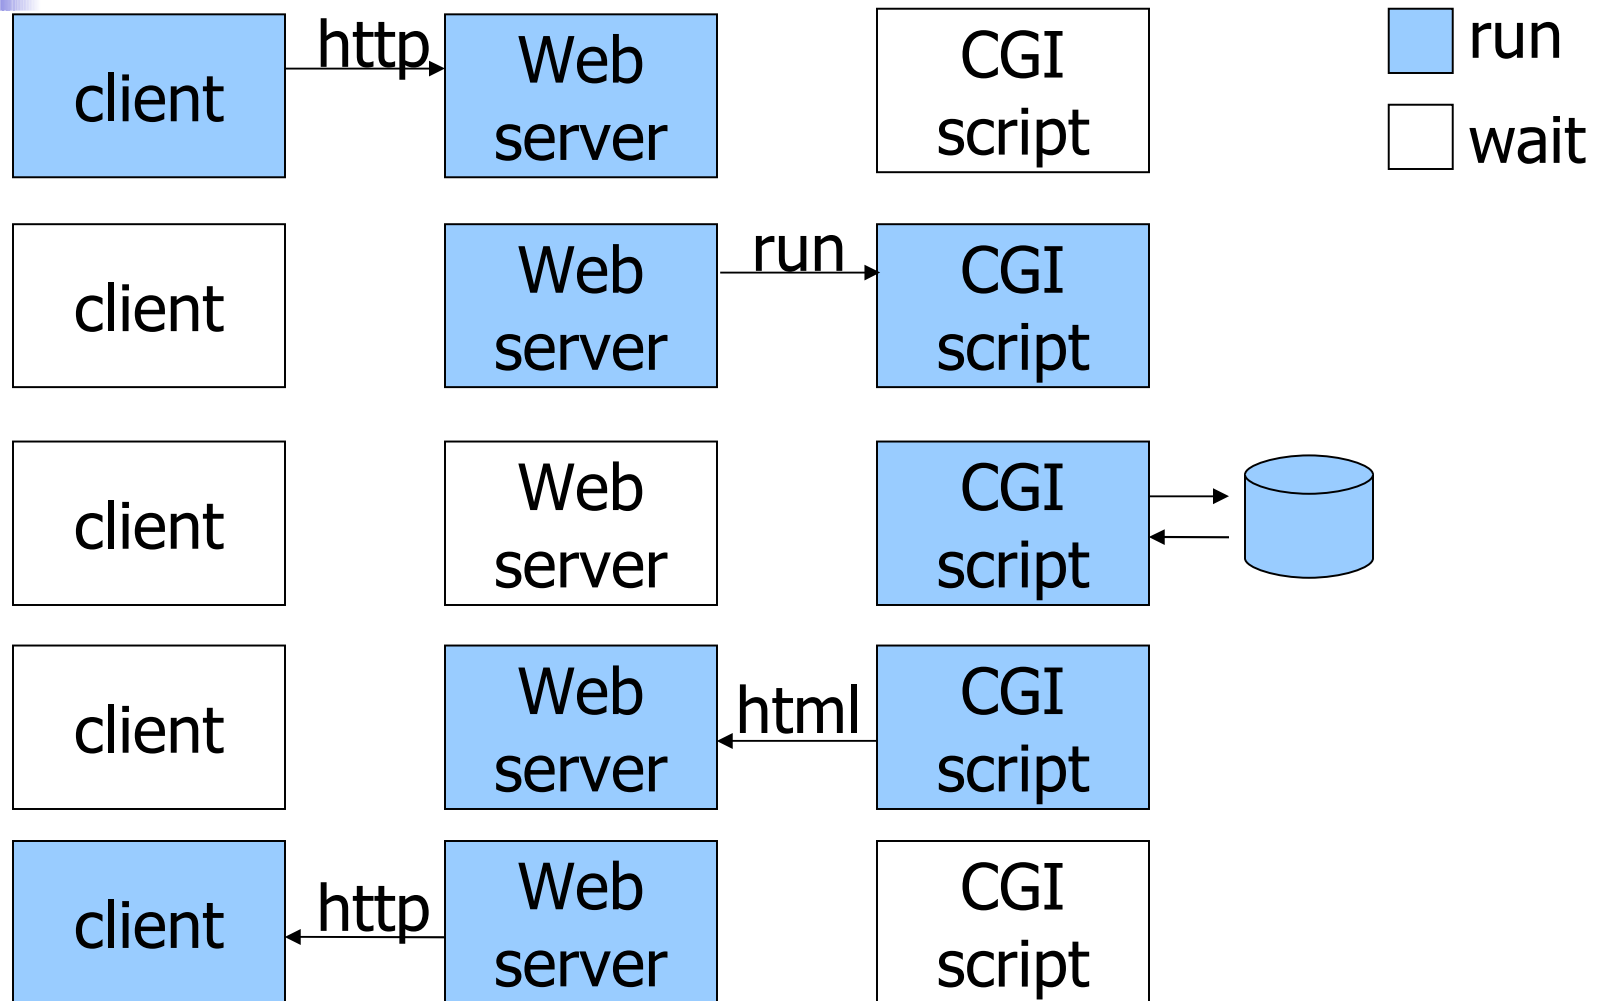 client
http
Web
server
CGI
script
run
wait
client
Web
server
run
CGI
script
client
Web
server
CGI
script
client
Web
server
html
CGI
script
client
http
Web
server
CGI
script